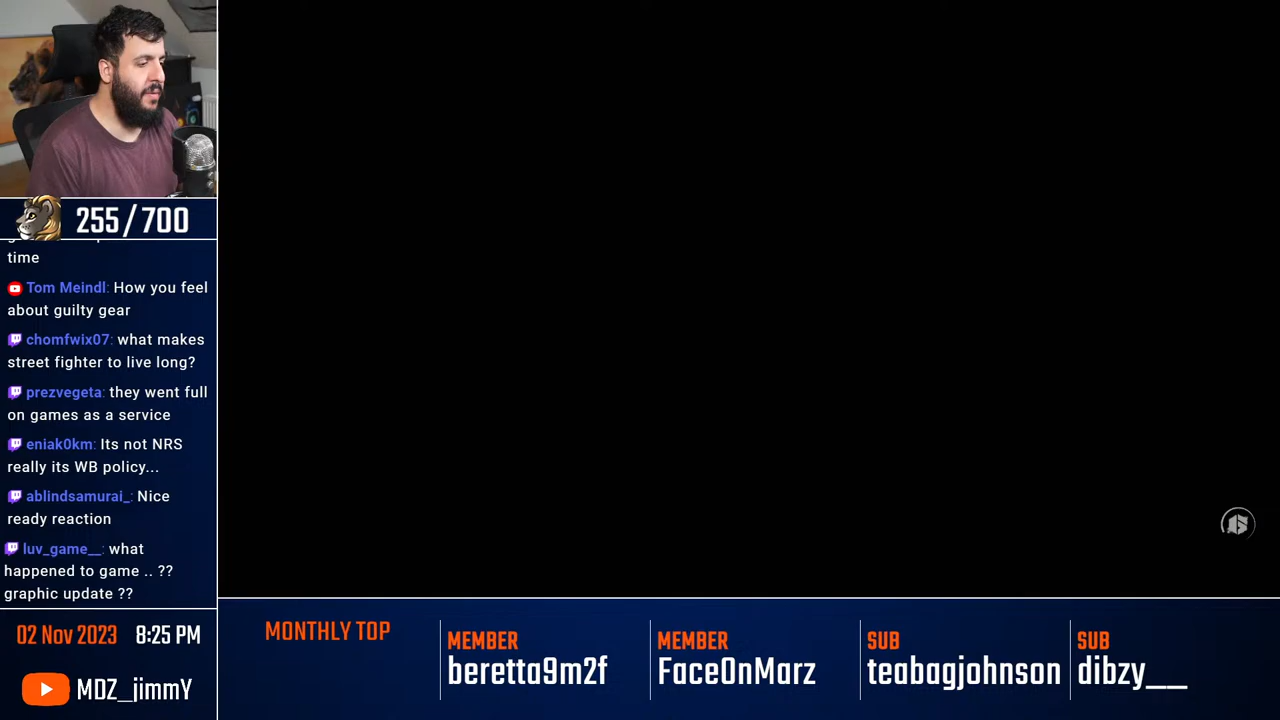 255/700
time
Tom Meindl: How you feel
about guilty gear
chomfwix07: what makes
street fighter to live long?
prezvegeta: they went full
on games as a service
eniak0km: Its not NRS
really its WB policy...
ablindsamurai_: Nice
ready reaction
luv_game__: what
happened to game .. ??
graphic update ??
02 Nov 2023 8:25 PM
MDZ_jimmY
MONTHLY TOP
MEMBER
beretta9m2f
MEMBER
FaceOnMarz
SUB
teabagjohnson
SUB
dibzy__